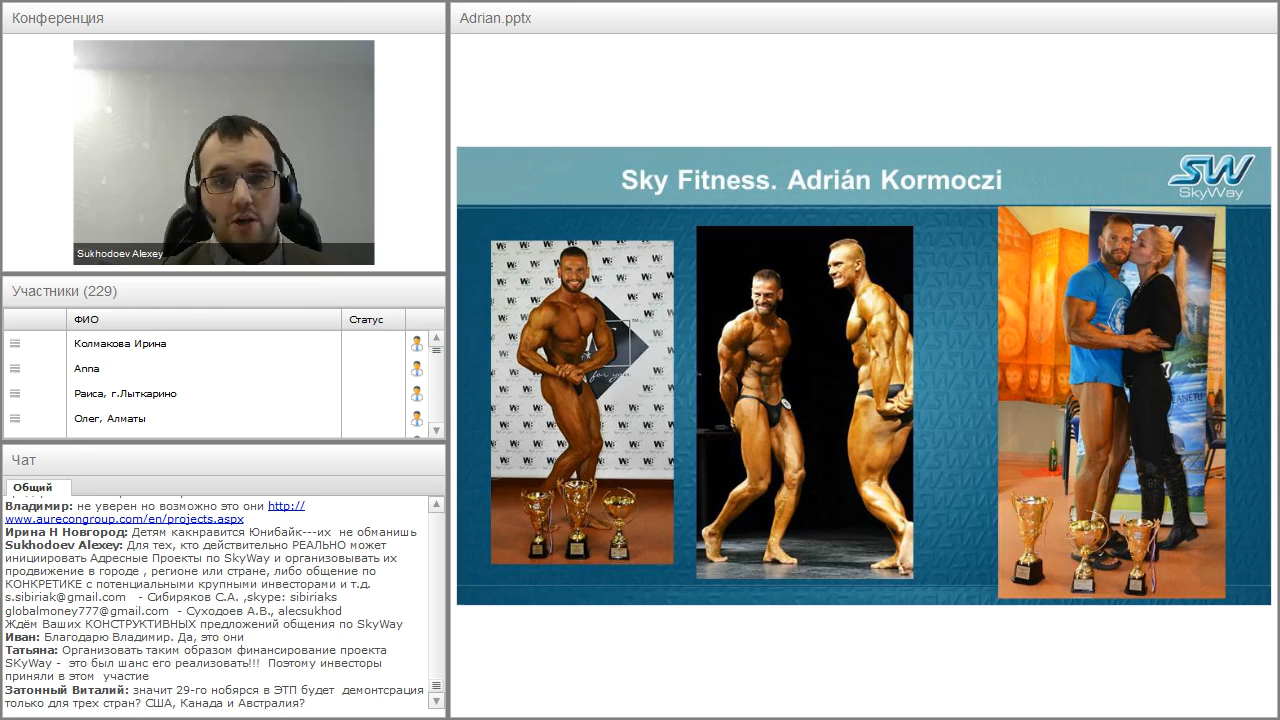 Конференция
Sukhodoev Alexey
Участники (229)
ФИО
Статус
Колмакова Ирина
Anna
Раиса, г.Лыткарино
Олег, Алматы
Чат
Общий
Владимир: не уверен но возможно это они http://
www.aurecongroup.com/en/projects.aspx
Ирина Н Новгород: Детям какнравится Юнибайк---их не обманишь
Sukhodoev Alexey: Для тех, кто действительно РЕАЛЬНО может
инициировать Адресные Проекты по SkyWay и организовывать их
продвижение в городе , регионе или стране, либо общение по
КОНКРЕТИКЕ с потенциальными крупными инвесторами и т.д.
s.sibiriak@gmail.com - Сибиряков С.А. ,skype: sibiriaks
globalmoney777@gmail.com - Суходоев А.В., alecsukhod
Ждём Ваших КОНСТРУКТИВНЫХ предложений общения по SkyWay
Иван: Благодарю Владимир. Да, это они
Татьяна: Организовать таким образом финансирование проекта
SKyWay - это был шанс его реализовать!!! Поэтому инвесторы
приняли в этом участие
Затонный Виталий: значит 29-го нобярся в ЭТП будет демонтсрация
только для трех стран? США, Канада и Австралия?
Adrian.pptx
Sky Fitness. Adrián Kormoczi
SW
SkyWay
for you